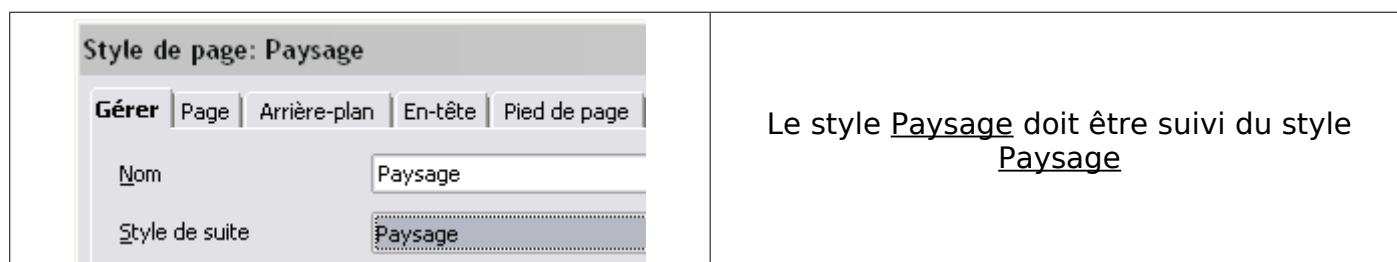 Style de page: Paysage
Gérer Page Arrière-plan En-tête Pied de page
Nom Paysage
Style de suite Paysage
Le style Paysage doit être suivi du style
Paysage